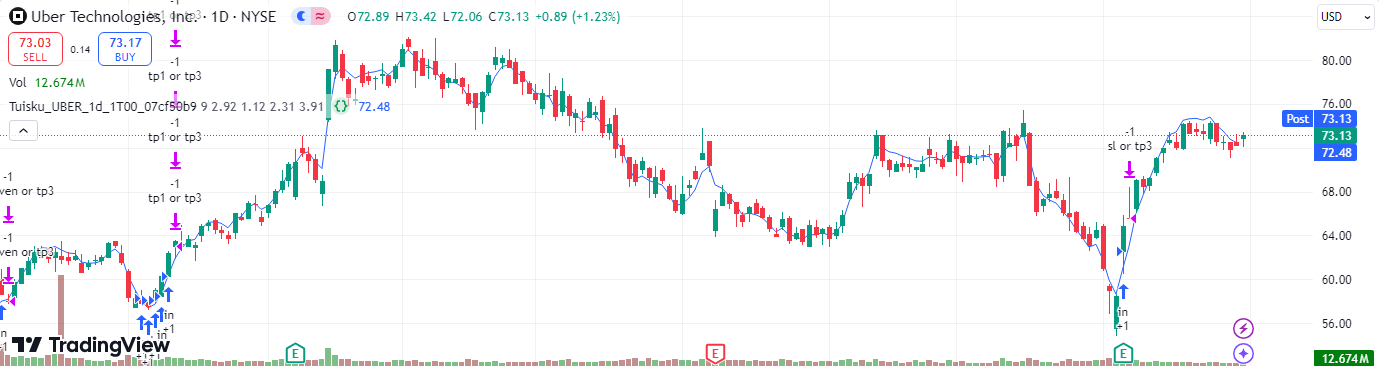 Uber Technologies, Inc. · 1D · NYSE
O72.89 H73.42 L72.06 C73.13 +0.89 (+1.23%)
USD
73.03
SELL
0.14
73.17
BUY
Vol 12.674M
Tuisku_UBER_1d_1T00_07cf50b9 9 2.92 1.12 2.31 3.91 {} 72.48
-1
tp1 or tp3
-1
tp1 or tp3
-1
tp1 or tp3
-1
tp1 or tp3
-1
ven or tp3
-1
ven or tp3
in
+1
in
+1
-1
sl or tp3
in
+1
80.00
76.00
Post 73.13
73.13
72.48
68.00
64.00
60.00
56.00
12.674M
E
E
E
TradingView